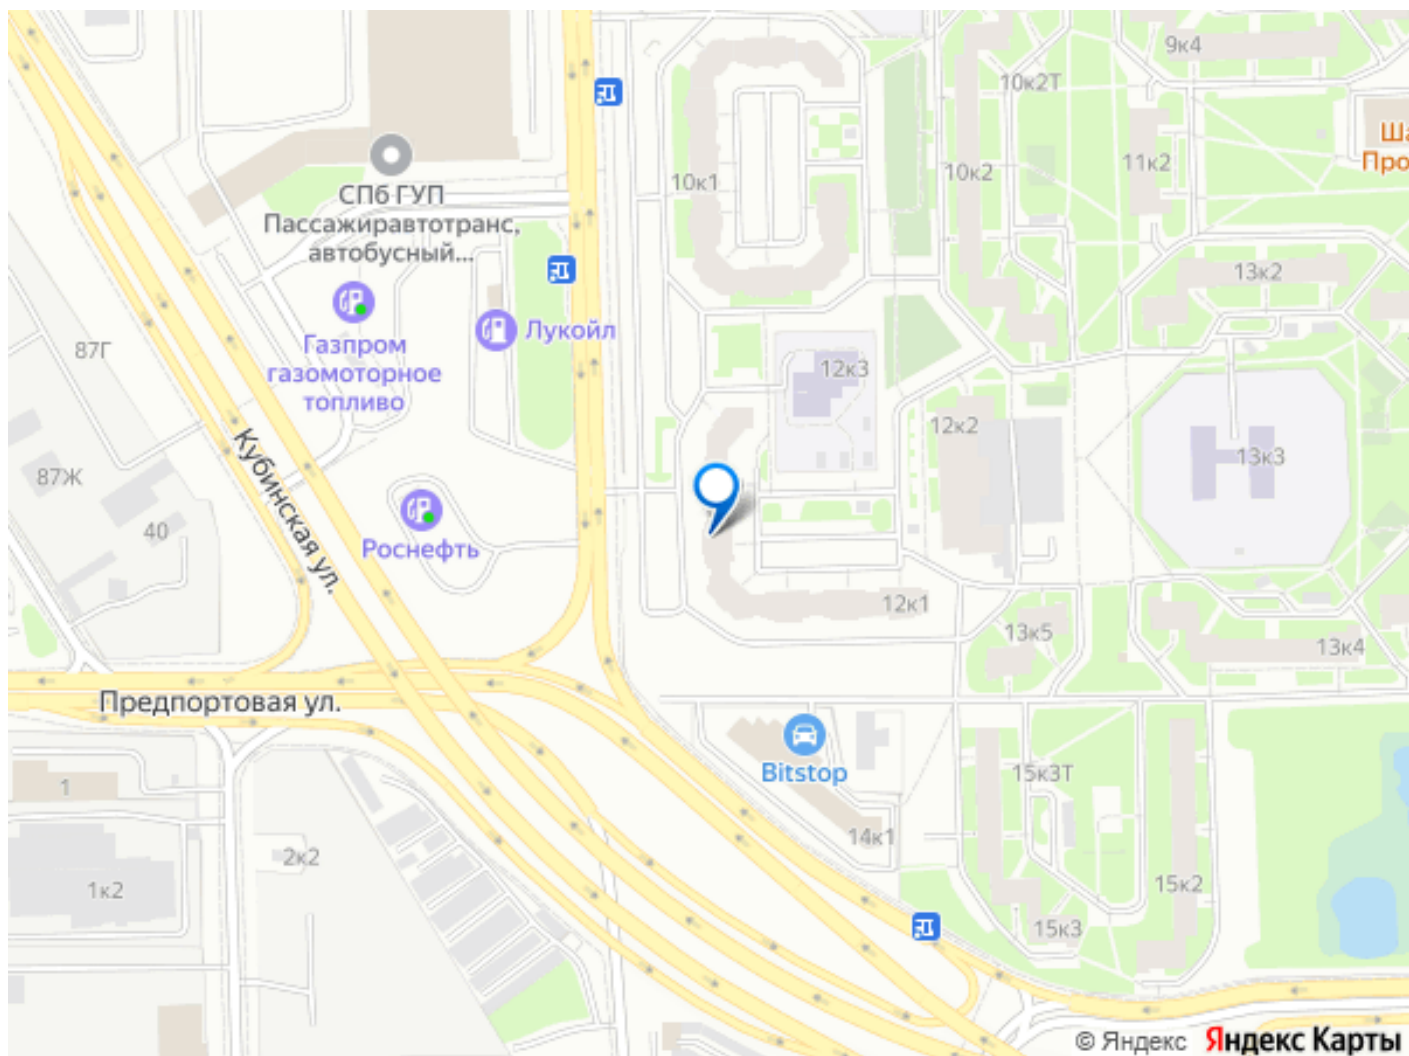 9к4
10к2Т
Ша
Про
11к2
10к2
10к1
СПб ГУП
Пассажиравтотранс,
автобусный...
13к2
Лукойл
Газпром
газомоторное
топливо
87Г
12к3
12к2
13к3
87Ж
40
Кубинская ул.
Роснефть
12к1
13к5
13к4
Предпортовая ул.
Bitstop
15к3Т
1
14к1
2к2
1к2
15к2
15к3
© Яндекс Яндекс Карты